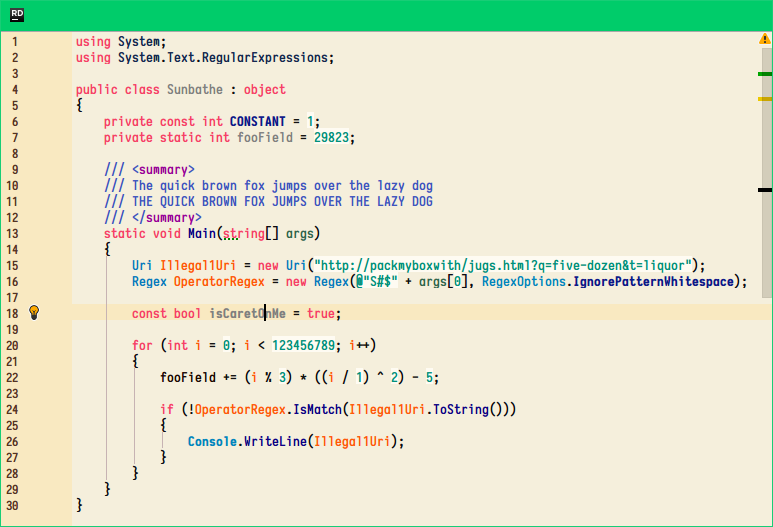 RD
1 using System;
2 using System.Text.RegularExpressions;
3
4 public class Sunbathe : object
5 {
6     private const int CONSTANT = 1;
7     private static int fooField = 29823;
8
9     /// <summary>
10     /// The quick brown fox jumps over the lazy dog
11     /// THE QUICK BROWN FOX JUMPS OVER THE LAZY DOG
12     /// </summary>
13     static void Main(string[] args)
14     {
15         Uri Illegal1Uri = new Uri("http://packmyboxwith/jugs.html?q=five-dozen&t=liquor");
16         Regex OperatorRegex = new Regex(@"S#$" + args[0], RegexOptions.IgnorePatternWhitespace);
17
18         const bool isCaretOnMe = true;
19
20         for (int i = 0; i < 123456789; i++)
21         {
22             fooField += (i % 3) * ((i / 1) ^ 2) - 5;
23
24             if (!OperatorRegex.IsMatch(Illegal1Uri.ToString()))
25             {
26                 Console.WriteLine(Illegal1Uri);
27             }
28         }
29     }
30 }